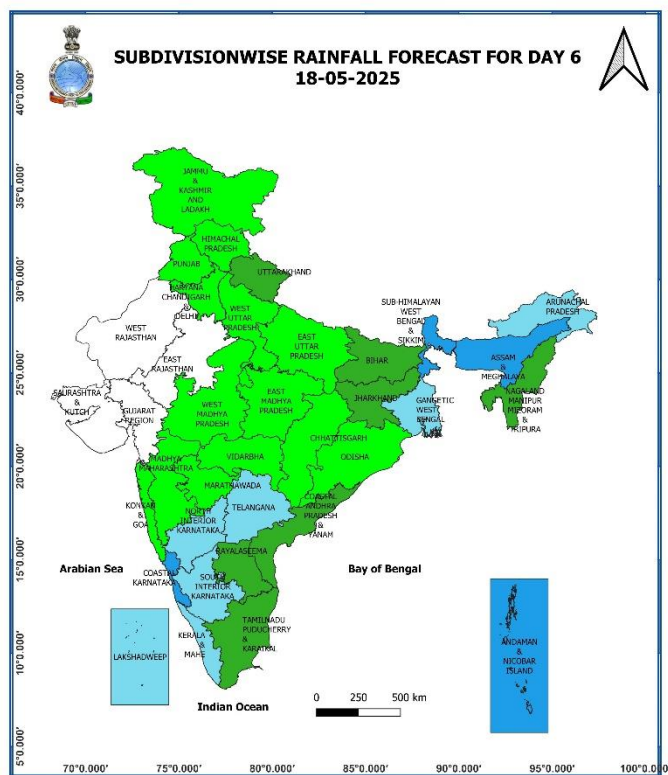 SUBDIVISIONWISE RAINFALL FORECAST FOR DAY 6
18-05-2025
40°0.000'
35°0.000'
30°0.000'
25°0.000'
20°0.000'
15°0.000'
10°0.000'
5°0.000'
JAMMU
&
KASHMIR
AND
LADAKH
HIMACHAL
PRADESH
PUNJAB
UTTARAKHAND
HARYANA
CHANDIGARH
&
DELHI
WEST
UTTAR
PRADESH
EAST
UTTAR
PRADESH
WEST
RAJASTHAN
EAST
RAJASTHAN
SUB-HIMALAYAN
WEST
BENGAL
&
SIKKIM
ARUNACHAL
PRADESH
ASSAM
&
MEGHALAYA
NAGALAND
MANIPUR
MIZORAM
&
TRIPURA
BIHAR
JHARKHAND
GANGETIC
WEST
BENGAL
SAURASHTRA
&
KUTCH
GUJARAT
REGION
WEST
MADHYA
PRADESH
EAST
MADHYA
PRADESH
CHHATTISGARH
ODISHA
VIDARBHA
MADHYA
MAHARASHTRA
MARATHAWADA
KONKAN
&
GOA
NORTH
INTERIOR
KARNATAKA
TELANGANA
COASTAL
ANDHRA
PRADESH
&
YANAM
RAYALASEEMA
COASTAL
KARNATAKA
SOUTH
INTERIOR
KARNATAKA
TAMILNADU
PUDUCHERRY
&
KARAIKAL
KERALA
&
MAHE
LAKSHADWEEP
ANDAMAN
&
NICOBAR
ISLAND
Arabian Sea
Bay of Bengal
Indian Ocean
0 250 500 km
70°0.000' 75°0.000' 80°0.000' 85°0.000' 90°0.000' 95°0.000' 100°0.000'